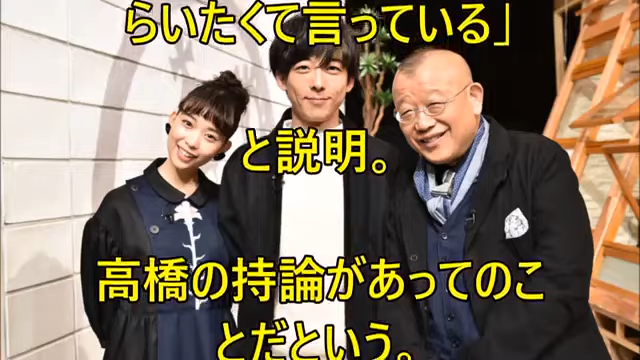 らいたくて言っている」
と説明。
高橋の持論があってのこ
とだという。